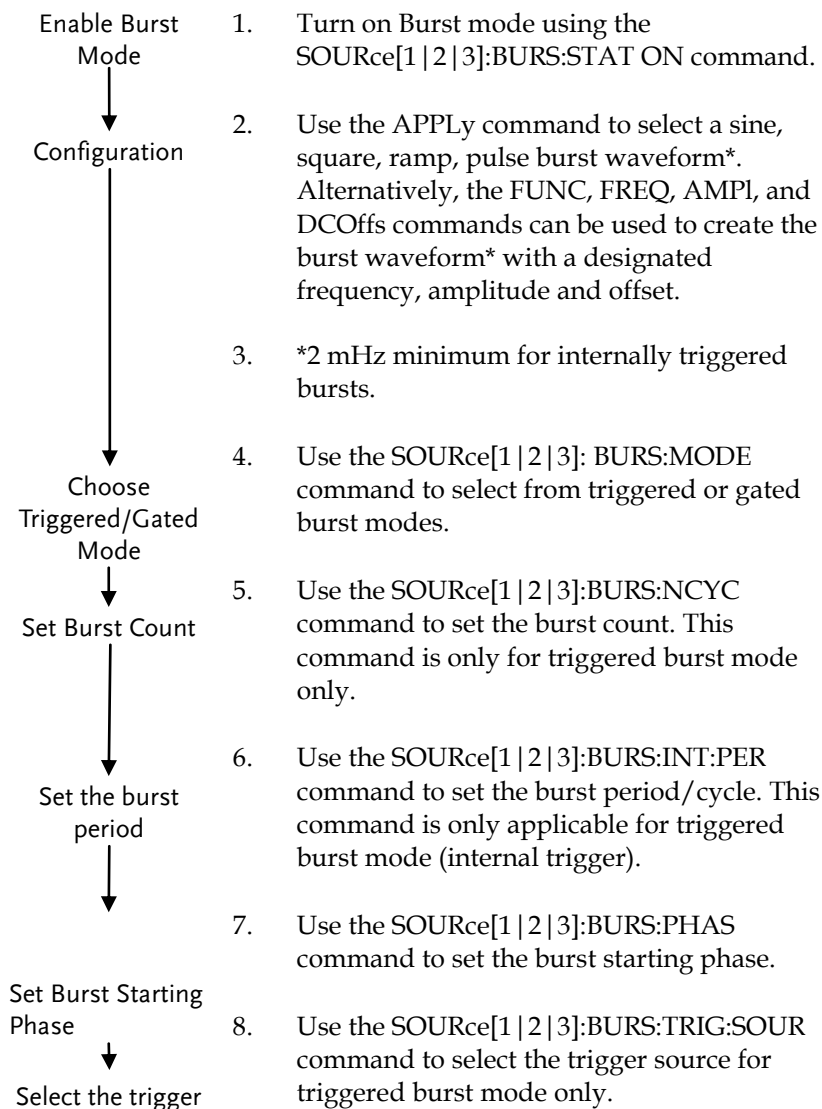 Enable Burst
Mode
1. Turn on Burst mode using the
SOURce[1|2|3]:BURS:STAT ON command.
Configuration
2. Use the APPLy command to select a sine,
square, ramp, pulse burst waveform*.
Alternatively, the FUNC, FREQ, AMPl, and
DCOffs commands can be used to create the
burst waveform* with a designated
frequency, amplitude and offset.
3. *2 mHz minimum for internally triggered
bursts.
Choose
Triggered/Gated
Mode
4. Use the SOURce[1|2|3]: BURS:MODE
command to select from triggered or gated
burst modes.
Set Burst Count
5. Use the SOURce[1|2|3]:BURS:NCYC
command to set the burst count. This
command is only for triggered burst mode
only.
Set the burst
period
6. Use the SOURce[1|2|3]:BURS:INT:PER
command to set the burst period/cycle. This
command is only applicable for triggered
burst mode (internal trigger).
Set Burst Starting
Phase
7. Use the SOURce[1|2|3]:BURS:PHAS
command to set the burst starting phase.
Select the trigger
8. Use the SOURce[1|2|3]:BURS:TRIG:SOUR
command to select the trigger source for
triggered burst mode only.